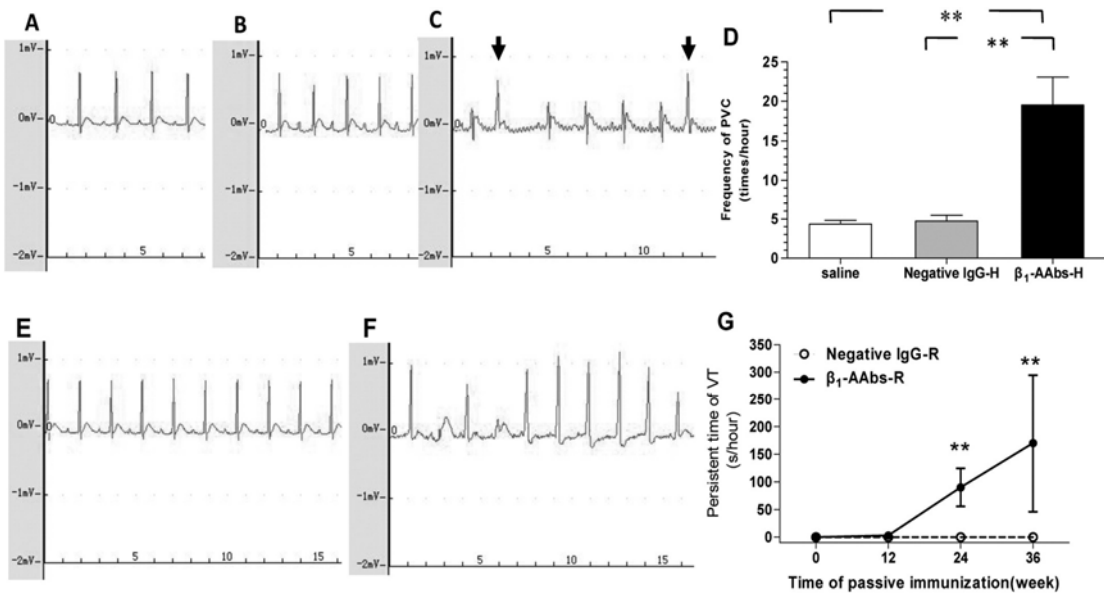 A
1mV
0mV
-1mV
-2mV
0
5
B
1mV
0mV
-1mV
-2mV
0
5
C
1mV
0mV
-1mV
-2mV
0
5 10
D
**
**
Frequency of PVC
(times/hour)
25
20
15
10
5
0
saline Negative IgG-H β₁-AAbs-H
E
1mV
0mV
-1mV
-2mV
0
5 10 15
F
1mV
0mV
-1mV
-2mV
0
5 10 15
G
Persistent time of VT
(s/hour)
350
300
250
200
150
100
50
0
Negative IgG-R
β₁-AAbs-R
**
**
0 12 24 36
Time of passive immunization(week)